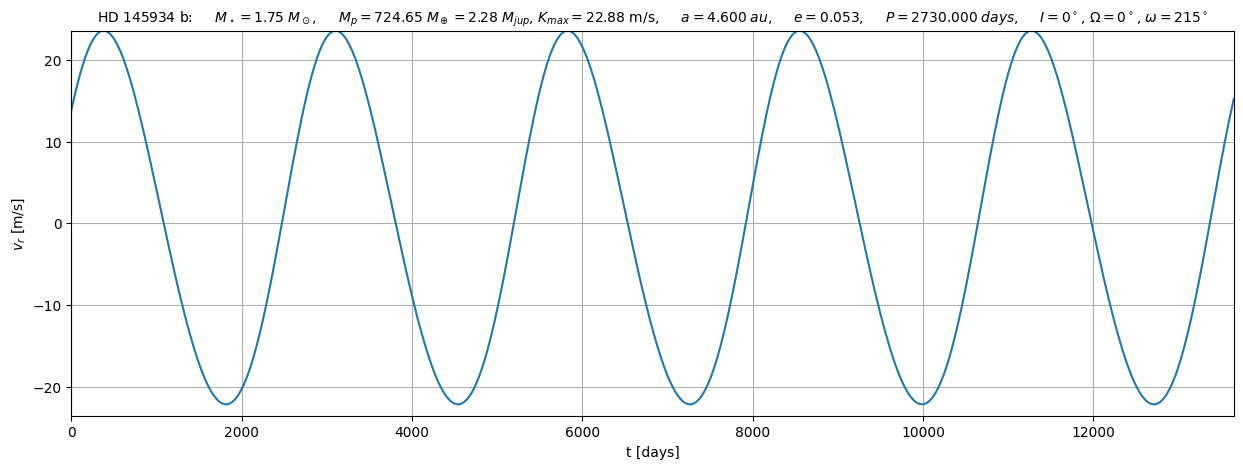 HD 145934 b: M⋆ = 1.75 M⊙, Mp = 724.65 M⊕ = 2.28 Mjup, Kmax = 22.88 m/s, a = 4.600 au, e = 0.053, P = 2730.000 days, I = 0°, Ω = 0°, ω = 215°
20
10
0
−10
−20
vr [m/s]
0 2000 4000 6000 8000 10000 12000
t [days]